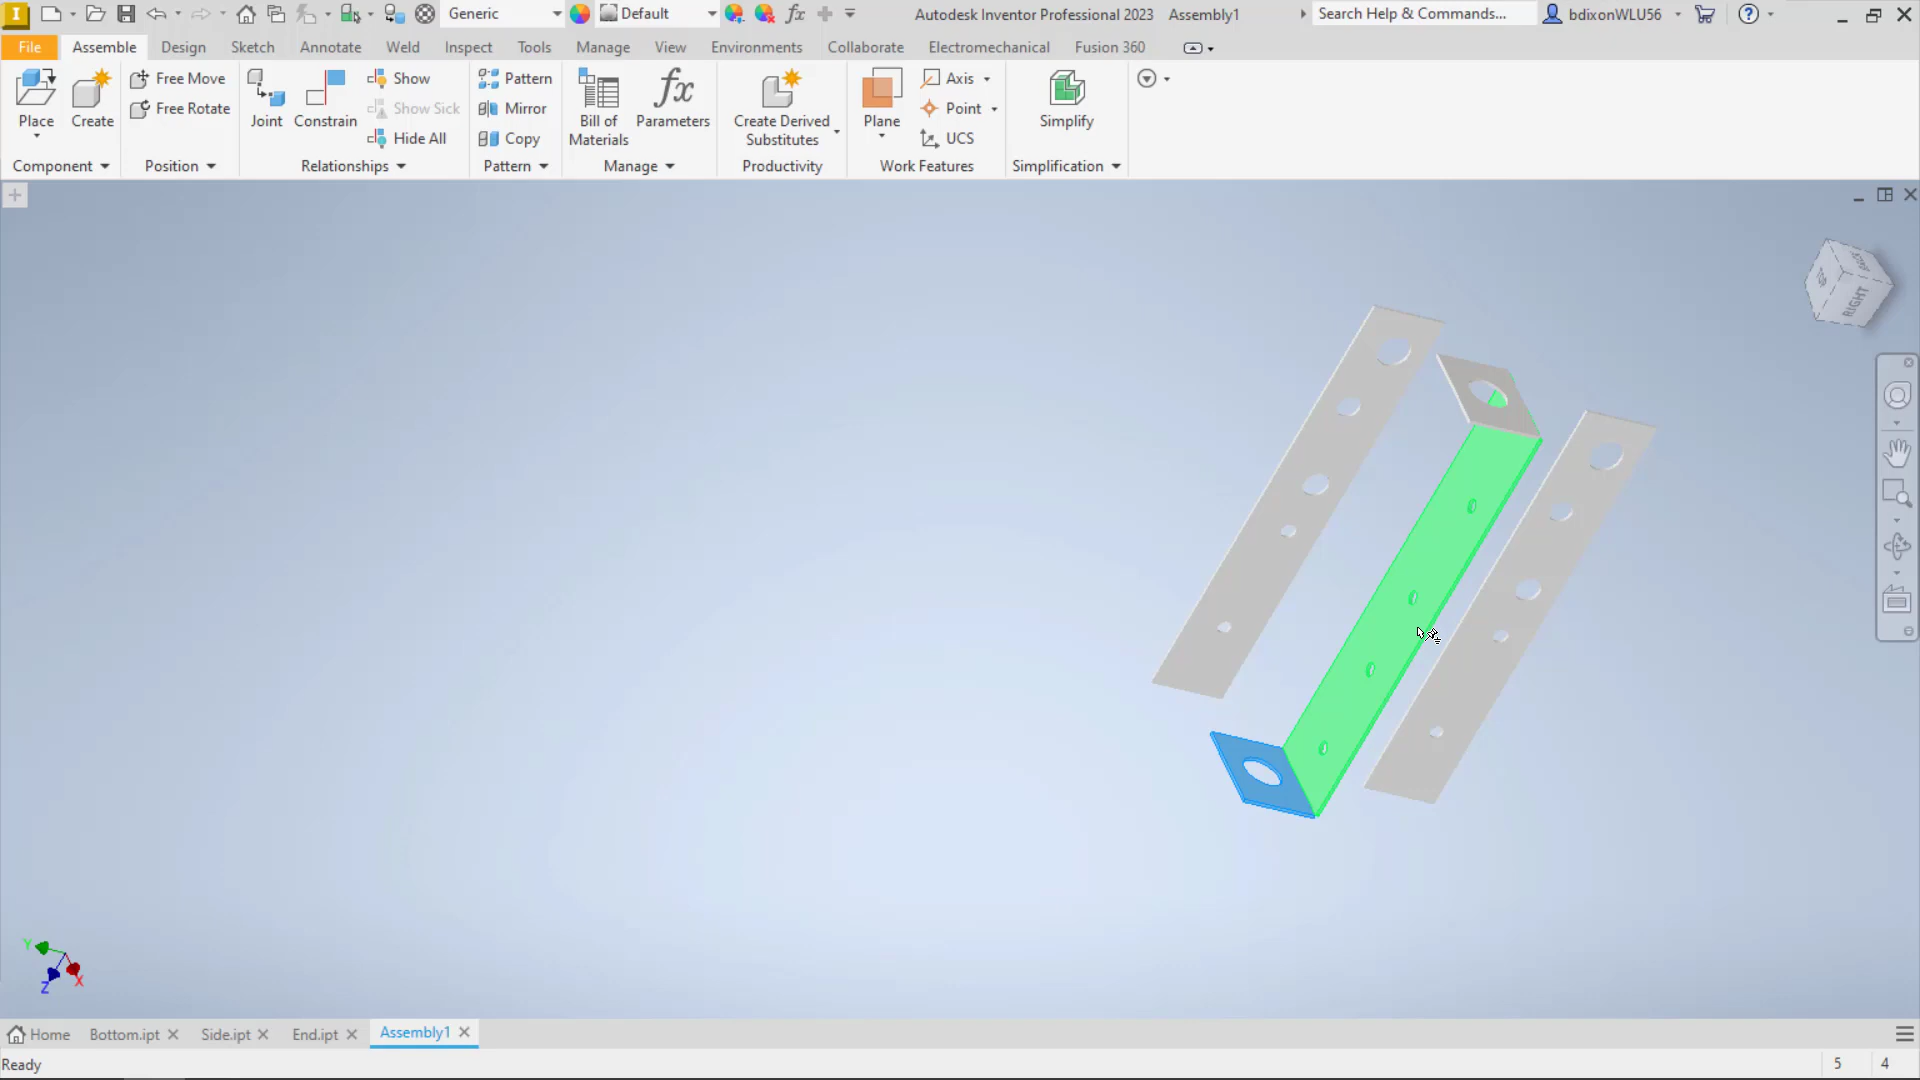 Generic
Default
Autodesk Inventor Professional 2023 Assembly1
Search Help & Commands...
bdixonWLU56
File
Assemble
Design
Sketch
Annotate
Weld
Inspect
Tools
Manage
View
Environments
Collaborate
Electromechanical
Fusion 360
Place
Create
Free Move
Free Rotate
Joint
Constrain
Show
Show Sick
Hide All
Pattern
Mirror
Copy
Bill of
Materials
fx
Parameters
Create Derived
Substitutes
Plane
Axis
Point
UCS
Simplify
Component
Position
Relationships
Pattern
Manage
Productivity
Work Features
Simplification
RIGHT
Y
Z
X
Home
Bottom.ipt
Side.ipt
End.ipt
Assembly1
Ready
5
4